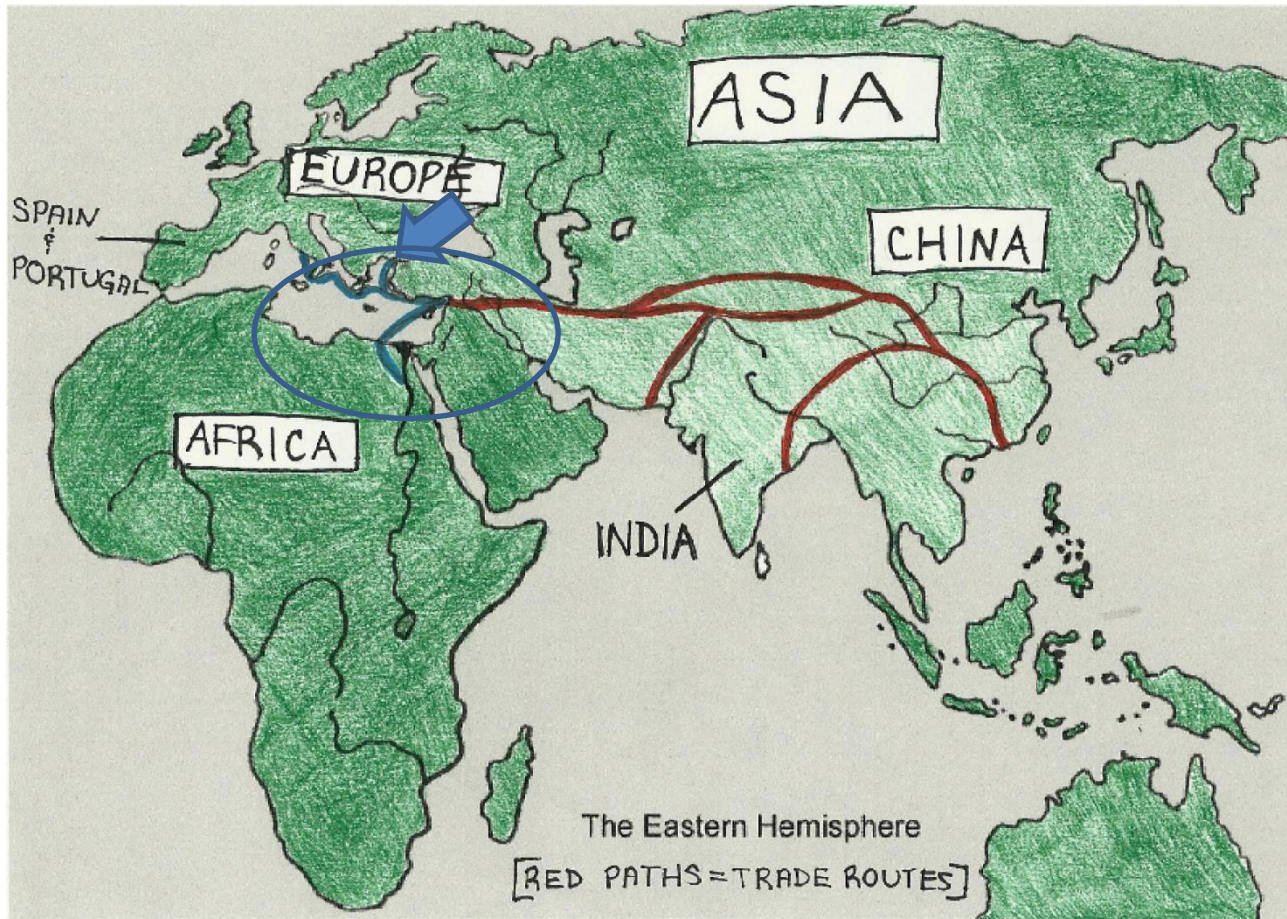 ASIA
EUROPE
SPAIN
&
PORTUGAL
CHINA
AFRICA
INDIA
The Eastern Hemisphere
[RED PATHS = TRADE ROUTES]